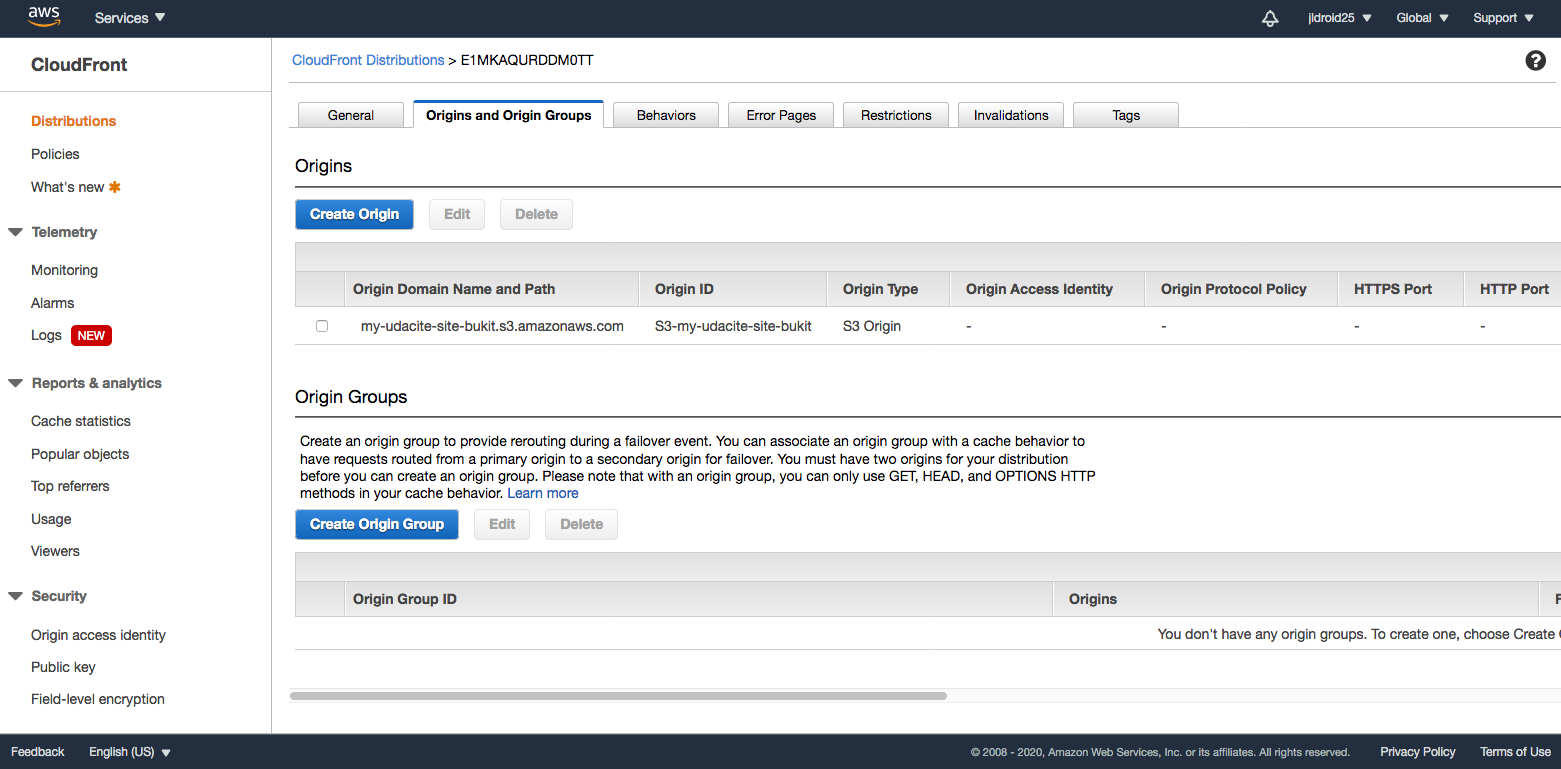 aws Services jldroid25 Global Support
CloudFront
Distributions
Policies
What's new
Telemetry
Monitoring
Alarms
Logs NEW
Reports & analytics
Cache statistics
Popular objects
Top referrers
Usage
Viewers
Security
Origin access identity
Public key
Field-level encryption
CloudFront Distributions > E1MKAQURDDM0TT ?
General Origins and Origin Groups Behaviors Error Pages Restrictions Invalidations Tags
Origins
Create Origin Edit Delete
Origin Domain Name and Path Origin ID Origin Type Origin Access Identity Origin Protocol Policy HTTPS Port HTTP Port
my-udacite-site-bukit.s3.amazonaws.com S3-my-udacite-site-bukit S3 Origin - - - -
Origin Groups
Create an origin group to provide rerouting during a failover event. You can associate an origin group with a cache behavior to
have requests routed from a primary origin to a secondary origin for failover. You must have two origins for your distribution
before you can create an origin group. Please note that with an origin group, you can only use GET, HEAD, and OPTIONS HTTP
methods in your cache behavior. Learn more
Create Origin Group Edit Delete
Origin Group ID Origins
You don't have any origin groups. To create one, choose Create
Feedback English (US) © 2008 - 2020, Amazon Web Services, Inc. or its affiliates. All rights reserved. Privacy Policy Terms of Use